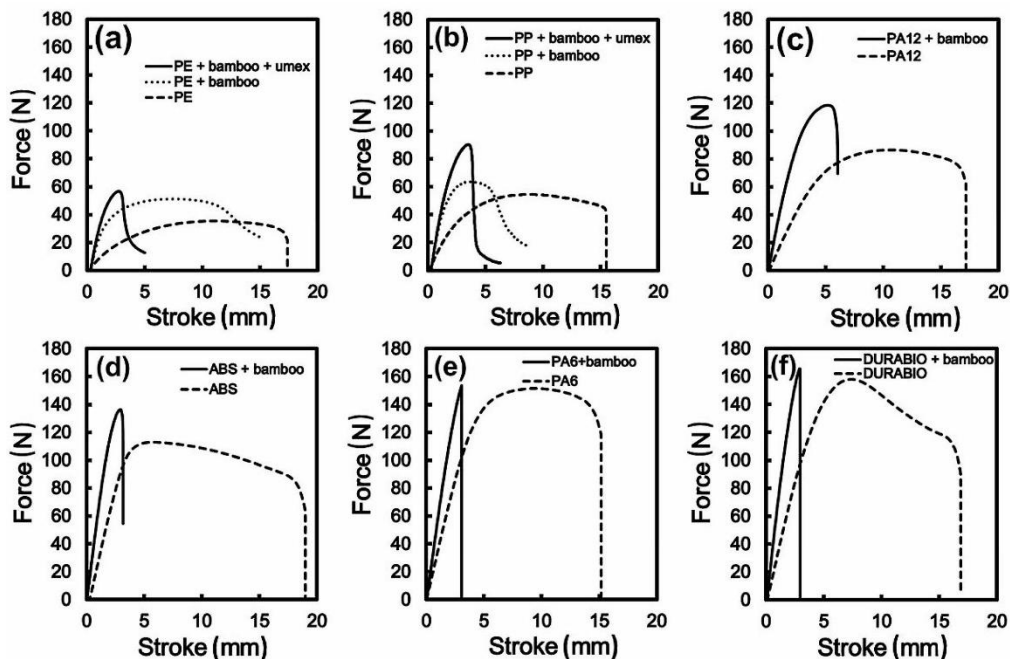 (a)
PE + bamboo + umex
PE + bamboo
PE
Force (N)
180
160
140
120
100
80
60
40
20
0
0 5 10 15 20
Stroke (mm)
(b)
PP + bamboo + umex
PP + bamboo
PP
Force (N)
180
160
140
120
100
80
60
40
20
0
0 5 10 15 20
Stroke (mm)
(c)
PA12 + bamboo
PA12
Force (N)
180
160
140
120
100
80
60
40
20
0
0 5 10 15 20
Stroke (mm)
(d)
ABS + bamboo
ABS
Force (N)
180
160
140
120
100
80
60
40
20
0
0 5 10 15 20
Stroke (mm)
(e)
PA6+bamboo
PA6
Force (N)
180
160
140
120
100
80
60
40
20
0
0 5 10 15 20
Stroke (mm)
(f)
DURABIO + bamboo
DURABIO
Force (N)
180
160
140
120
100
80
60
40
20
0
0 5 10 15 20
Stroke (mm)